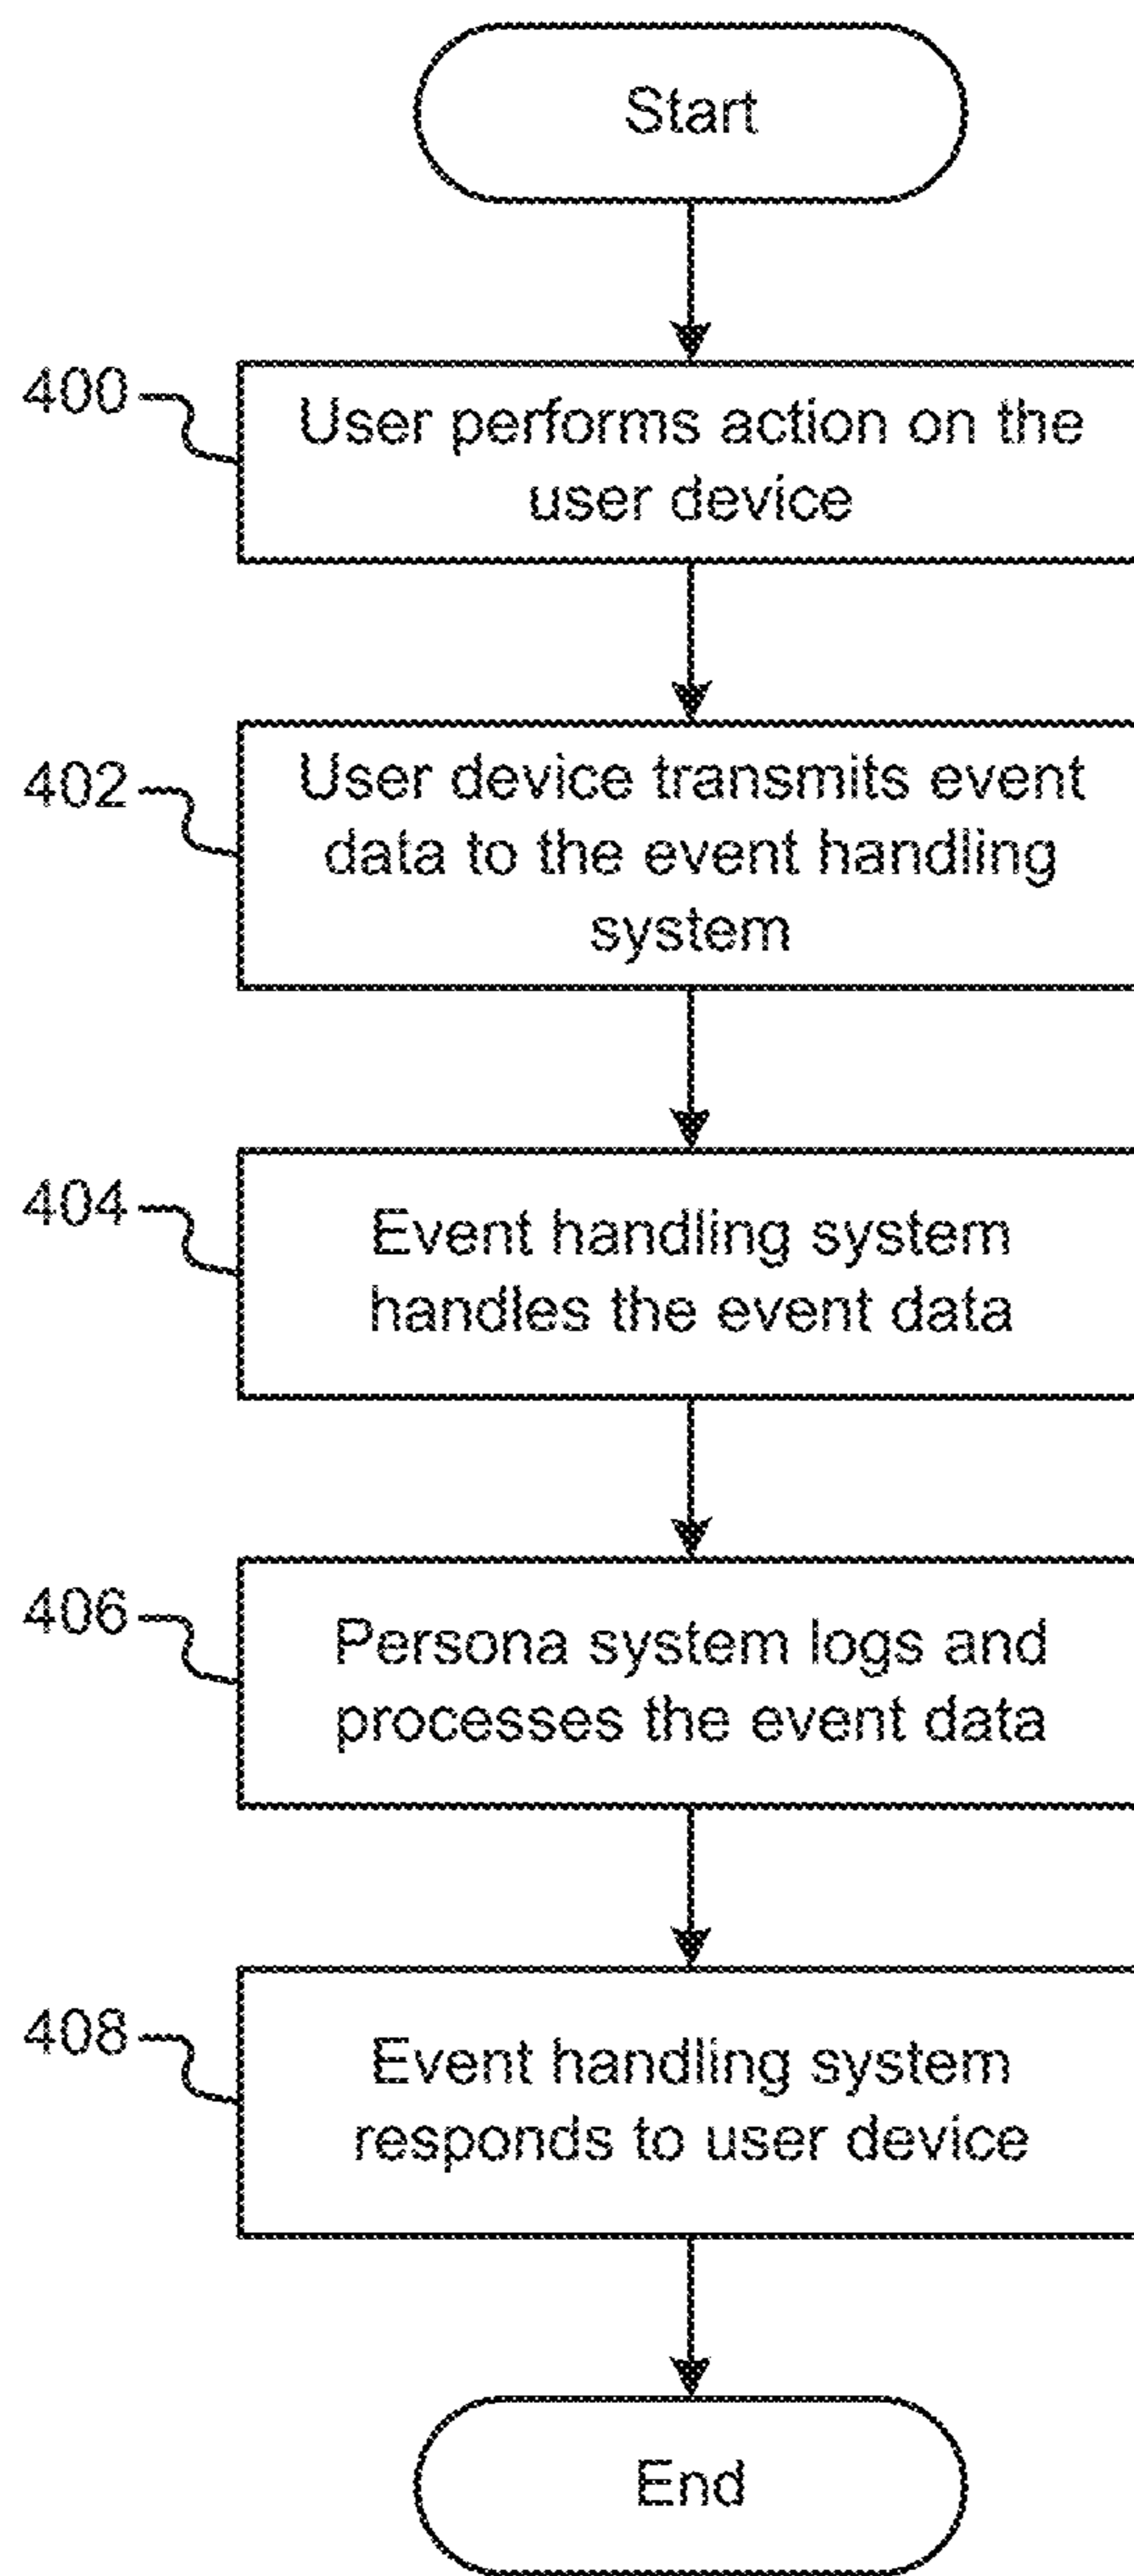 Start
400
User performs action on the
user device
402
User device transmits event
data to the event handling
system
404
Event handling system
handles the event data
406
Persona system logs and
processes the event data
408
Event handling system
responds to user device
End